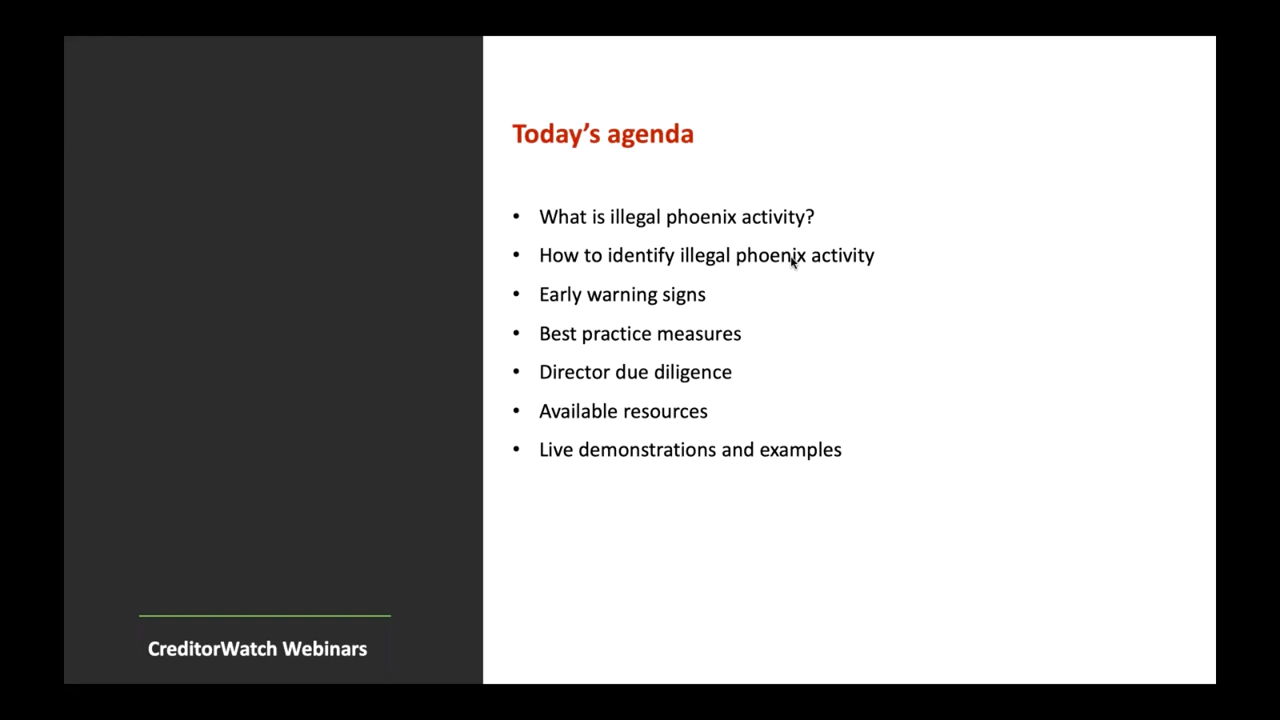 Today’s agenda
• What is illegal phoenix activity?
• How to identify illegal phoenix activity
• Early warning signs
• Best practice measures
• Director due diligence
• Available resources
• Live demonstrations and examples
CreditorWatch Webinars